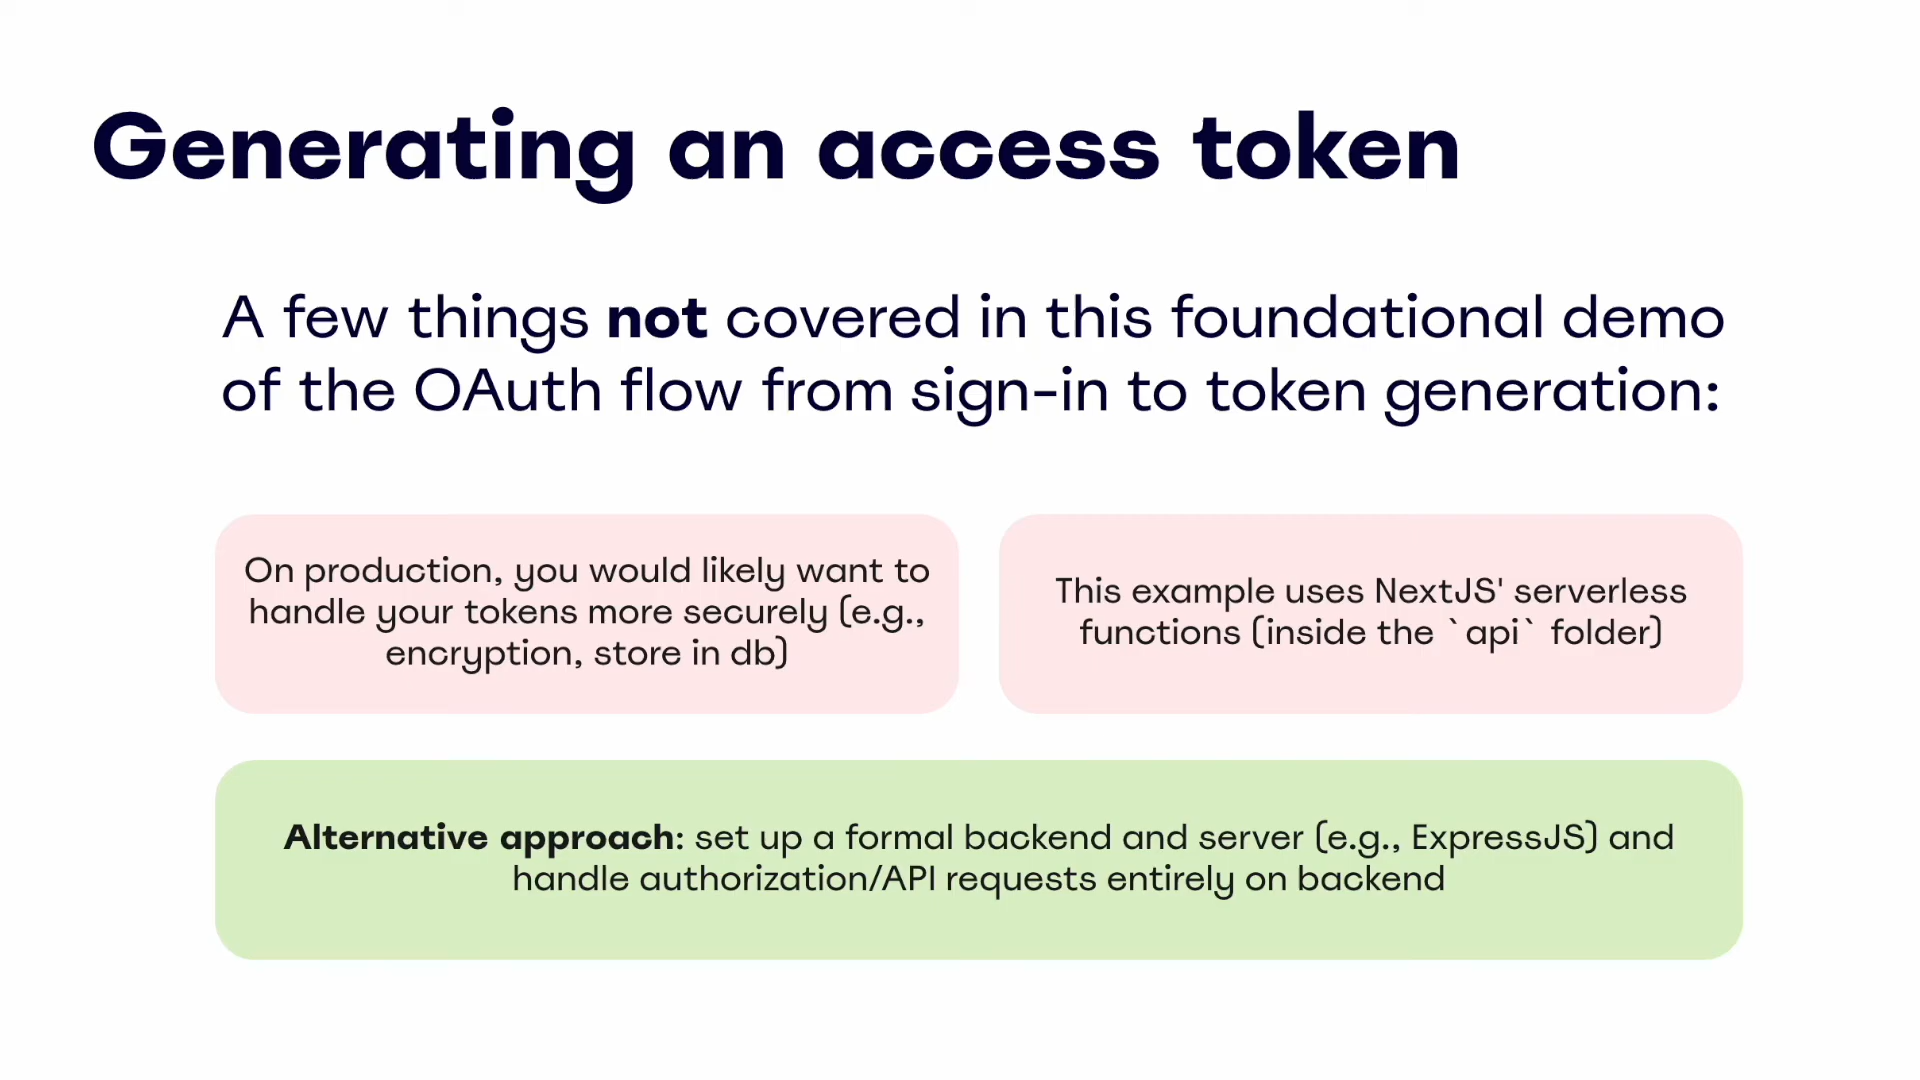 Generating an access token
A few things not covered in this foundational demo
of the OAuth flow from sign-in to token generation:
On production, you would likely want to
handle your tokens more securely (e.g.,
encryption, store in db)
This example uses NextJS' serverless
functions (inside the `api` folder)
Alternative approach: set up a formal backend and server (e.g., ExpressJS) and
handle authorization/API requests entirely on backend